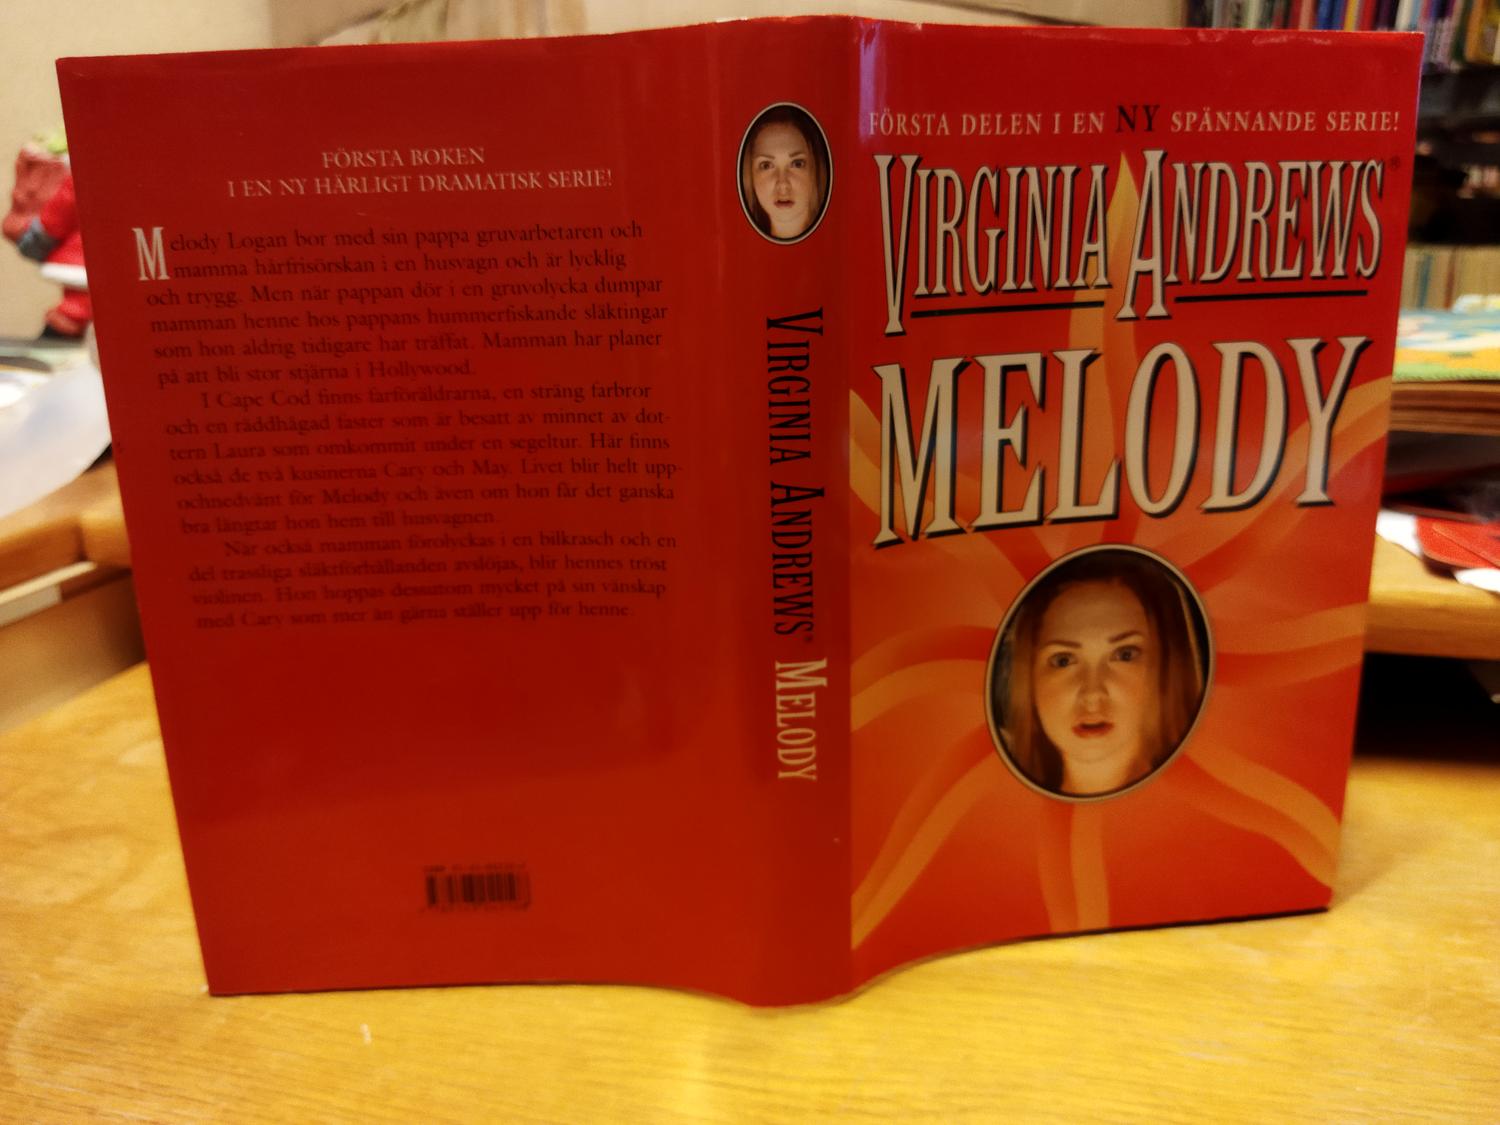 FÖRSTA BOKEN
I EN NY HÄRLIGT DRAMATISK SERIE!
Melody Logan bor med sin pappa gruvarbetaren och
mamma hårfrisörskan i en husvagn och är lycklig
och trygg. Men när pappan dör i en gruvolycka dumpar
mamman henne hos pappans hummerfiskande släktingar
som hon aldrig tidigare har träffat. Mamman har planer
på att bli stor stjärna i Hollywood.
I Cape Cod finns farföräldrarna, en sträng farbror
och en räddhågad faster som är besatt av minnet av dot-
tern Laura som omkommit under en segeltur. Här finns
också de två kusinerna Cary och May. Livet blir helt upp-
ochnedvänt för Melody och även om hon får det ganska
bra längtar hon hem till husvagnen.
När också mamman förolyckas i en bilkrasch och en
del trassliga släktförhållanden avslöjas, blir hennes tröst
violinen. Hon hoppas dessutom mycket på sin vänskap
med Cary som mer än gärna ställer upp för henne.
VIRGINIA ANDREWS® MELODY
FÖRSTA DELEN I EN NY SPÄNNANDE SERIE!
VIRGINIA ANDREWS®
MELODY